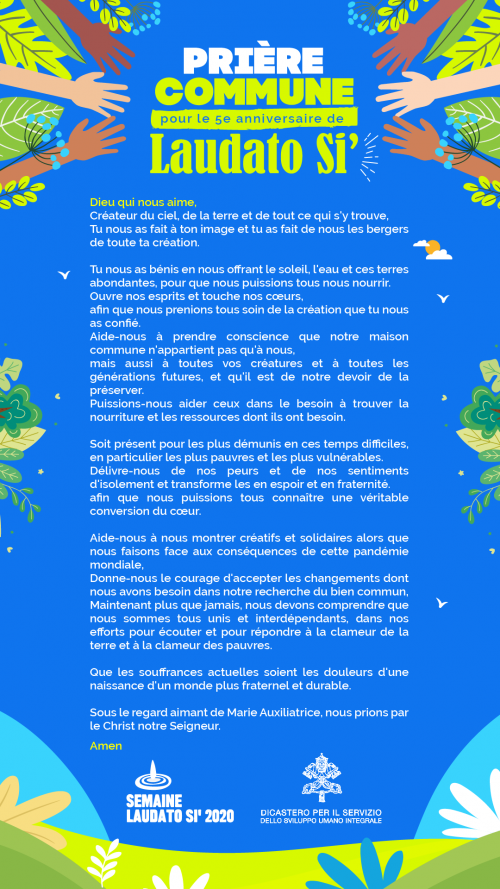 PRIÈRE
COMMUNE
pour le 5e anniversaire de
Laudato Si'
Dieu qui nous aime,
Créateur du ciel, de la terre et de tout ce qui s'y trouve,
Tu nous as fait à ton image et tu as fait de nous les bergers
de toute ta création.
Tu nous as bénis en nous offrant le soleil, l'eau et ces terres
abondantes, pour que nous puissions tous nous nourrir.
Ouvre nos esprits et touche nos cœurs,
afin que nous prenions tous soin de la création que tu nous
as confié.
Aide-nous à prendre conscience que notre maison
commune n'appartient pas qu'à nous,
mais aussi à toutes vos créatures et à toutes les
générations futures, et qu'il est de notre devoir de la
préserver.
Puissions-nous aider ceux dans le besoin à trouver la
nourriture et les ressources dont ils ont besoin.
Soit présent pour les plus démunis en ces temps difficiles,
en particulier les plus pauvres et les plus vulnérables.
Délivre-nous de nos peurs et de nos sentiments
d'isolement et transforme les en espoir et en fraternité.
afin que nous puissions tous connaître une véritable
conversion du cœur.
Aide-nous à nous montrer créatifs et solidaires alors que
nous faisons face aux conséquences de cette pandémie
mondiale,
Donne-nous le courage d'accepter les changements dont
nous avons besoin dans notre recherche du bien commun,
Maintenant plus que jamais, nous devons comprendre que
nous sommes tous unis et interdépendants, dans nos
efforts pour écouter et pour répondre à la clameur de la
terre et à la clameur des pauvres.
Que les souffrances actuelles soient les douleurs d'une
naissance d'un monde plus fraternel et durable.
Sous le regard aimant de Marie Auxiliatrice, nous prions par
le Christ notre Seigneur.
Amen
SEMAINE
LAUDATO SI' 2020
DICASTERO PER IL SERVIZIO
DELLO SVILUPPO UMANO INTEGRALE